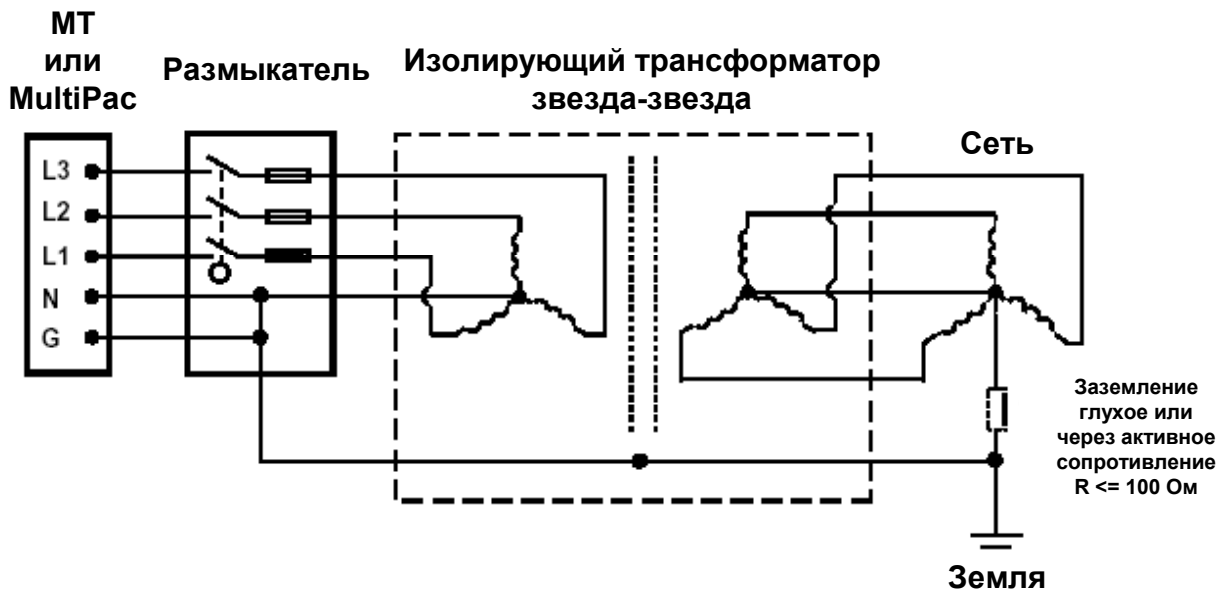 МТ
или
MultiPac
Размыкатель
Изолирующий трансформатор
звезда-звезда
Сеть
L3
L2
L1
N
G
Заземление
глухое или
через активное
сопротивление
R <= 100 Ом
Земля